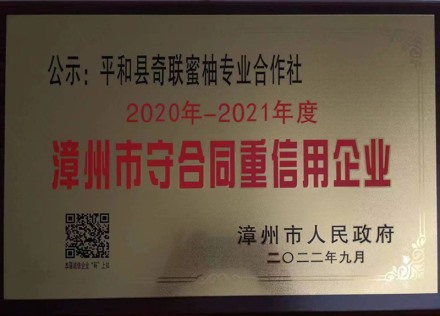 公示：平和县奇联蜜柚专业合作社
2020年-2021年度
漳州市守合同重信用企业
漳州市人民政府
二〇二二年九月